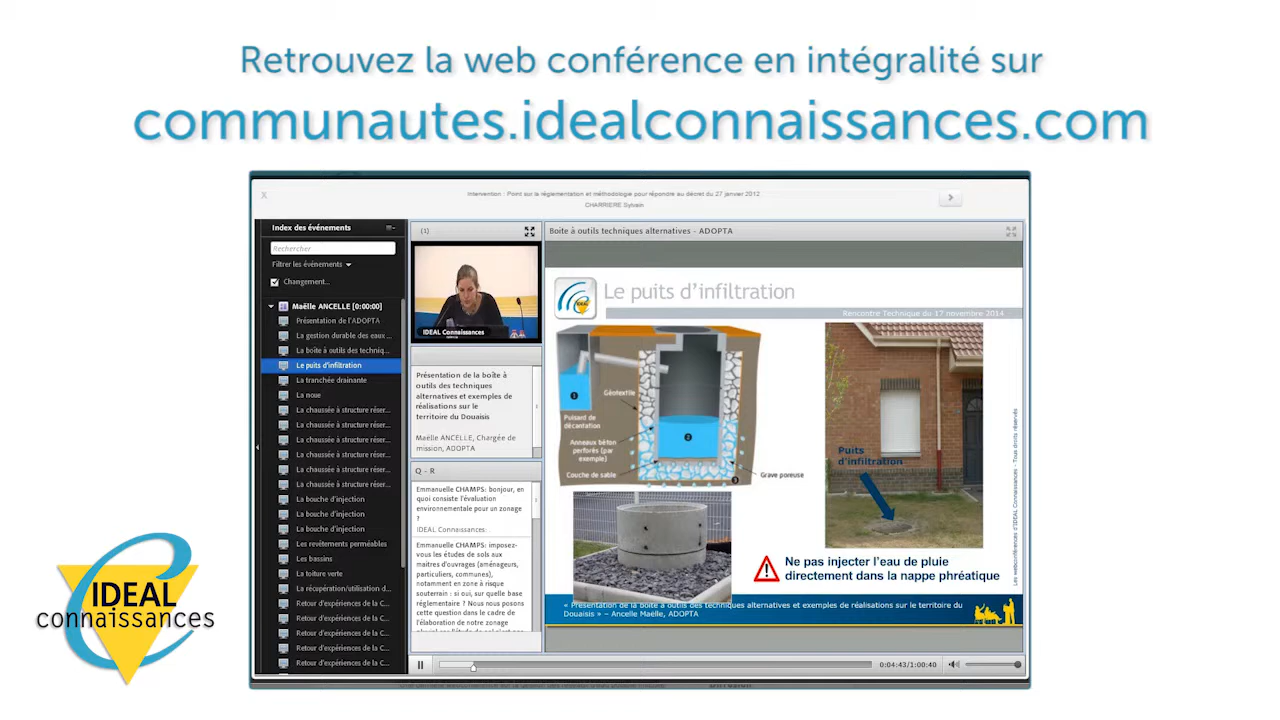 Retrouvez la web conférence en intégralité sur
communautes.idealconnaissances.com
X
Intervention : Point sur la réglementation et méthodologie pour répondre au décret du 27 janvier 2012
CHARRIERE Sylvain
Index des événements
Rechercher
Filtrer les événements
Changement...
Maëlle ANCELLE [0:00:00]
Présentation de l'ADOPTA
La gestion durable des eaux ...
La boite à outils des techniq...
Le puits d'infiltration
La tranchée drainante
La noue
La chaussée à structure réser...
La chaussée à structure réser...
La chaussée à structure réser...
La chaussée à structure réser...
La chaussée à structure réser...
La chaussée à structure réser...
La bouche d'injection
La bouche d'injection
La bouche d'injection
Les revêtements perméables
Les bassins
La toiture verte
La récupération/utilisation d...
Retour d'expériences de la C...
Retour d'expériences de la C...
Retour d'expériences de la C...
Retour d'expériences de la C...
Retour d'expériences de la C...
(1)
IDEAL Connaissances
Présentation de la boîte à
outils des techniques
alternatives et exemples de
réalisations sur le
territoire du Douaisis
Maëlle ANCELLE, Chargée de
mission, ADOPTA
Q - R
Emmanuelle CHAMPS: bonjour, en
quoi consiste l'évaluation
environnementale pour un zonage
?
IDEAL Connaissances:
Emmanuelle CHAMPS: imposez-
vous les études de sols aux
maitres d'ouvrages (aménageurs,
particuliers, communes),
notamment en zone à risque
souterrain : si oui, sur quelle base
réglementaire ? Nous nous posons
cette question dans le cadre de
l'élaboration de notre zonage
Boite à outils techniques alternatives - ADOPTA
IDEAL
Le puits d'infiltration
Rencontre Technique du 17 novembre 2014
1
Puisard de
décantation
Géotextile
Anneaux béton
perforés (par
exemple)
Couche de sable
2
3
Grave poreuse
Puits
d'infiltration
Ne pas injecter l'eau de pluie
directement dans la nappe phréatique
Les webconférences d'IDEAL Connaissances - Tous droits réservés
« Présentation de la boîte à outils des techniques alternatives et exemples de réalisations sur le territoire du
Douaisis » – Ancelle Maëlle, ADOPTA
0:04:43/1:00:40
IDEAL
connaissances